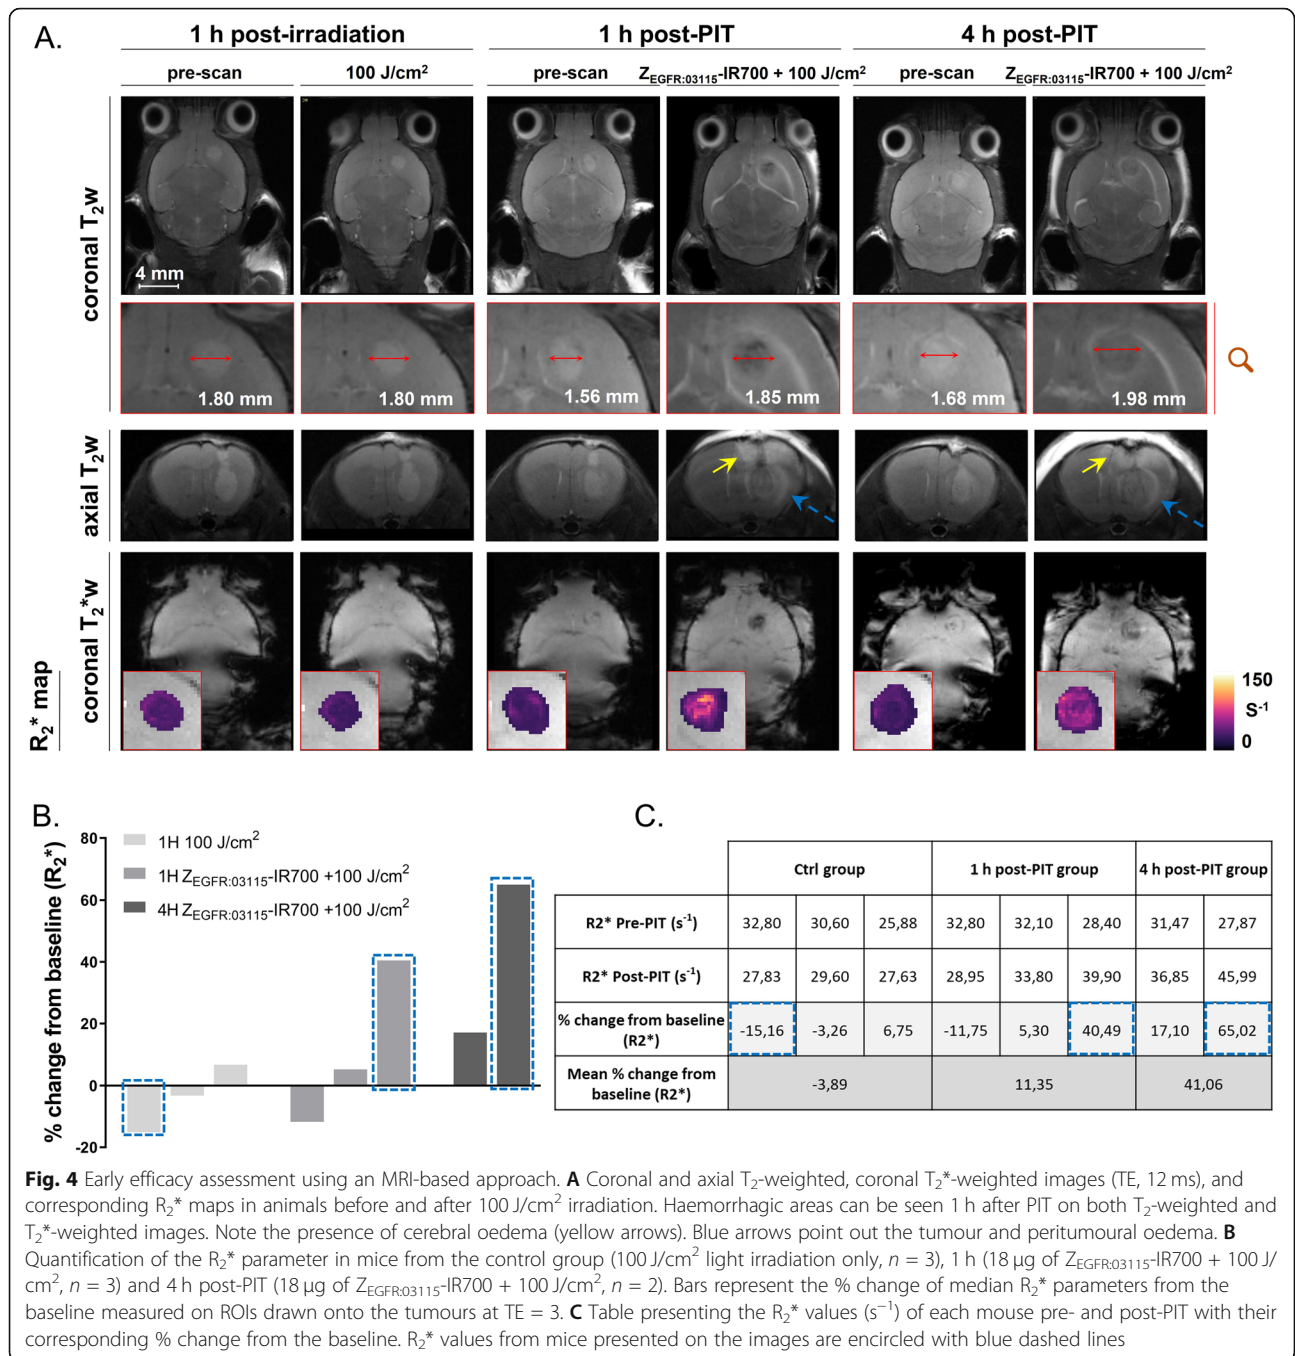 A.
1 h post-irradiation
1 h post-PIT
4 h post-PIT
pre-scan
100 J/cm²
pre-scan
Z_EGFR:03115-IR700 + 100 J/cm²
pre-scan
Z_EGFR:03115-IR700 + 100 J/cm²
coronal T₂w
4 mm
1.80 mm
1.80 mm
1.56 mm
1.85 mm
1.68 mm
1.98 mm
axial T₂w
coronal T₂*w
R₂* map
150
S⁻¹
0
B.
% change from baseline (R₂*)
80
60
40
20
0
-20
1H 100 J/cm²
1H Z_EGFR:03115-IR700 +100 J/cm²
4H Z_EGFR:03115-IR700 +100 J/cm²
C.
Ctrl group 1 h post-PIT group 4 h post-PIT group
R2* Pre-PIT (s⁻¹) 32,80 30,60 25,88 32,80 32,10 28,40 31,47 27,87
R2* Post-PIT (s⁻¹) 27,83 29,60 27,63 28,95 33,80 39,90 36,85 45,99
% change from baseline
(R2*) -15,16 -3,26 6,75 -11,75 5,30 40,49 17,10 65,02
Mean % change from
baseline (R2*) -3,89 11,35 41,06
Fig. 4 Early efficacy assessment using an MRI-based approach. A Coronal and axial T₂-weighted, coronal T₂*-weighted images (TE, 12 ms), and
corresponding R₂* maps in animals before and after 100 J/cm² irradiation. Haemorrhagic areas can be seen 1 h after PIT on both T₂-weighted and
T₂*-weighted images. Note the presence of cerebral oedema (yellow arrows). Blue arrows point out the tumour and peritumoural oedema. B
Quantification of the R₂* parameter in mice from the control group (100 J/cm² light irradiation only, n = 3), 1 h (18 μg of Z_EGFR:03115-IR700 + 100 J/
cm², n = 3) and 4 h post-PIT (18 μg of Z_EGFR:03115-IR700 + 100 J/cm², n = 2). Bars represent the % change of median R₂* parameters from the
baseline measured on ROIs drawn onto the tumours at TE = 3. C Table presenting the R₂* values (s⁻¹) of each mouse pre- and post-PIT with their
corresponding % change from the baseline. R₂* values from mice presented on the images are encircled with blue dashed lines